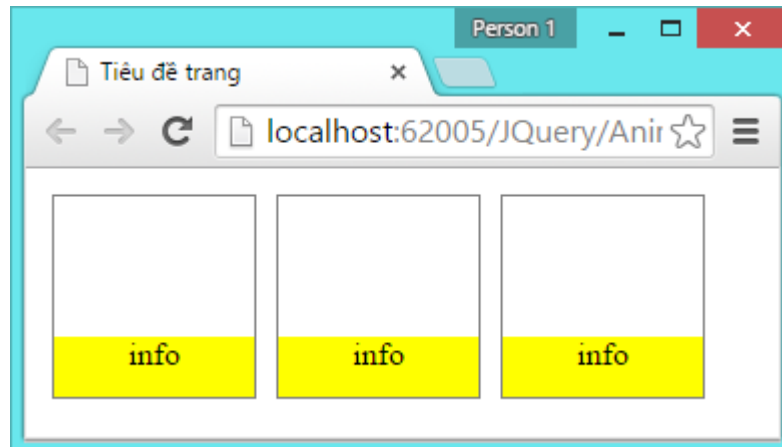 Person 1
Tiêu đề trang
localhost:62005/JQuery/Anir
info info info